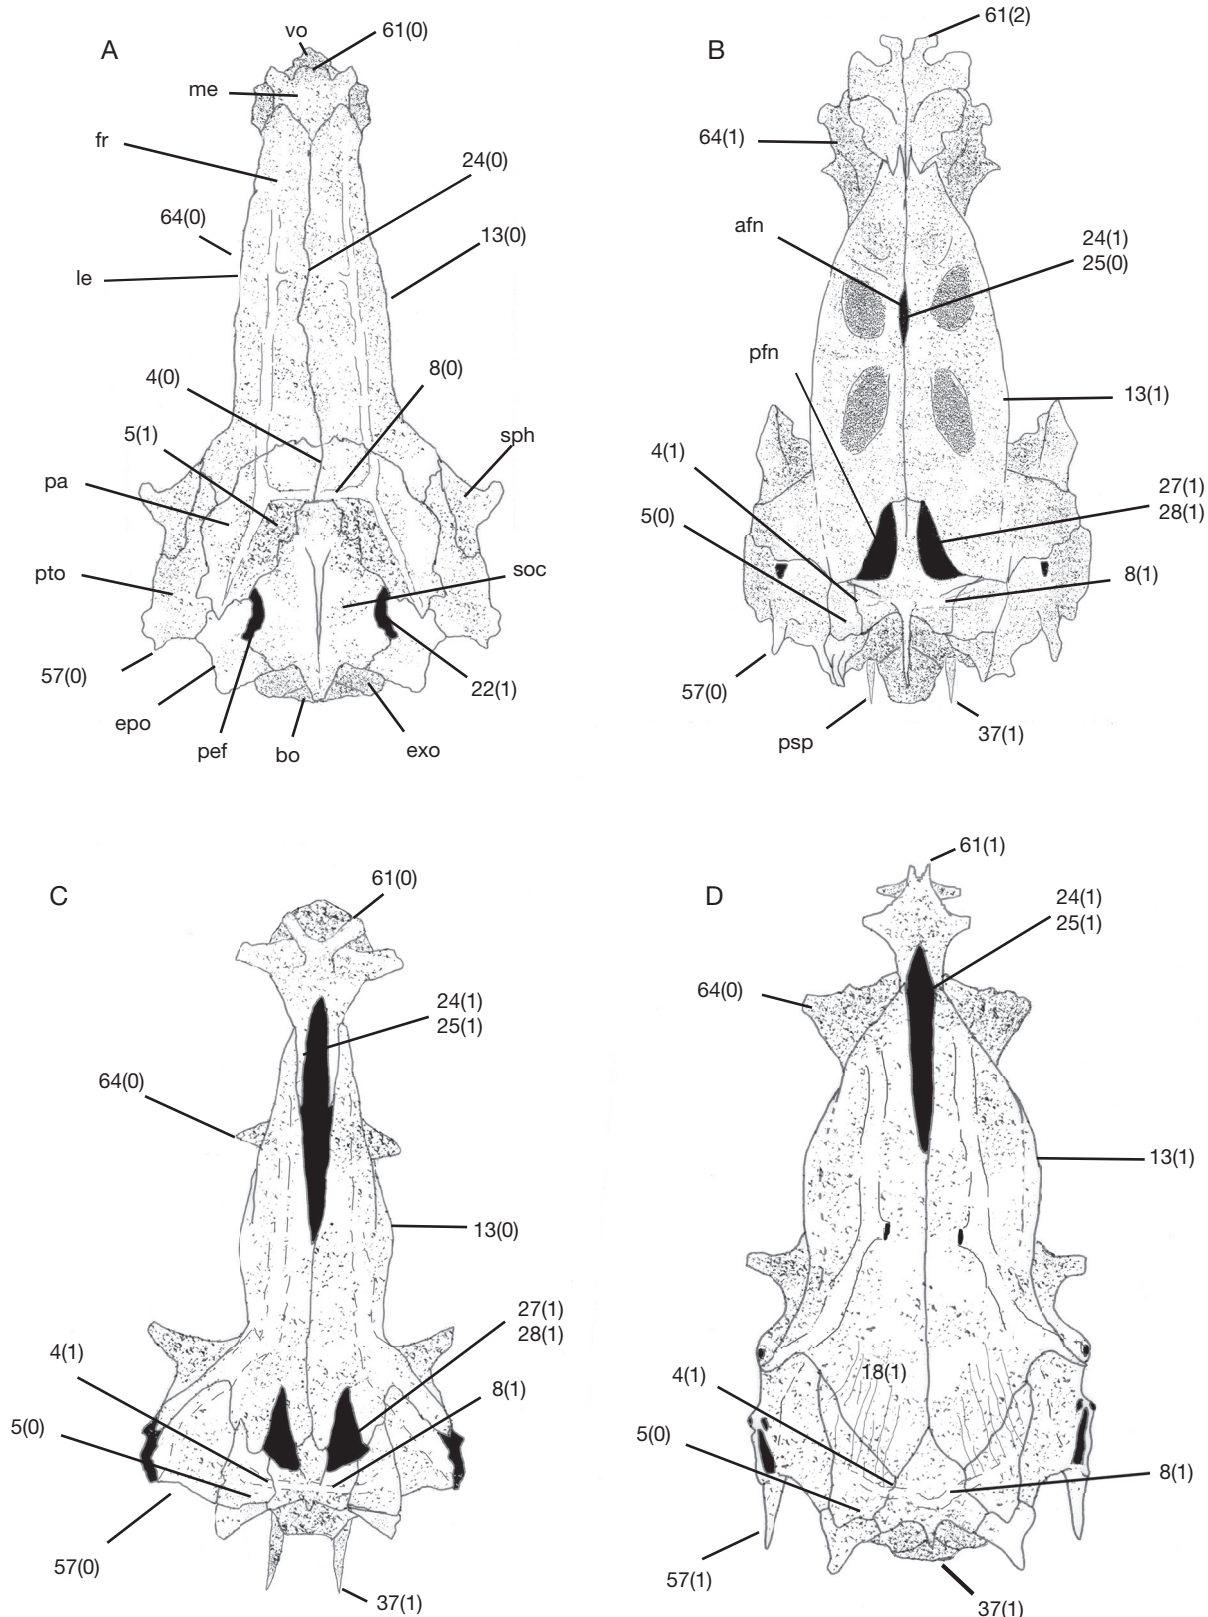 A
vo
61(0)
me
fr
24(0)
64(0)
13(0)
le
4(0)
8(0)
5(1)
sph
pa
pto
soc
57(0)
22(1)
epo
pef
bo
exo
B
61(2)
64(1)
afn
24(1)
25(0)
pfn
13(1)
4(1)
27(1)
28(1)
5(0)
8(1)
57(0)
psp
37(1)
C
61(0)
24(1)
25(1)
64(0)
13(0)
27(1)
28(1)
4(1)
8(1)
5(0)
57(0)
37(1)
D
61(1)
24(1)
25(1)
64(0)
13(1)
18(1)
4(1)
5(0)
8(1)
57(1)
37(1)